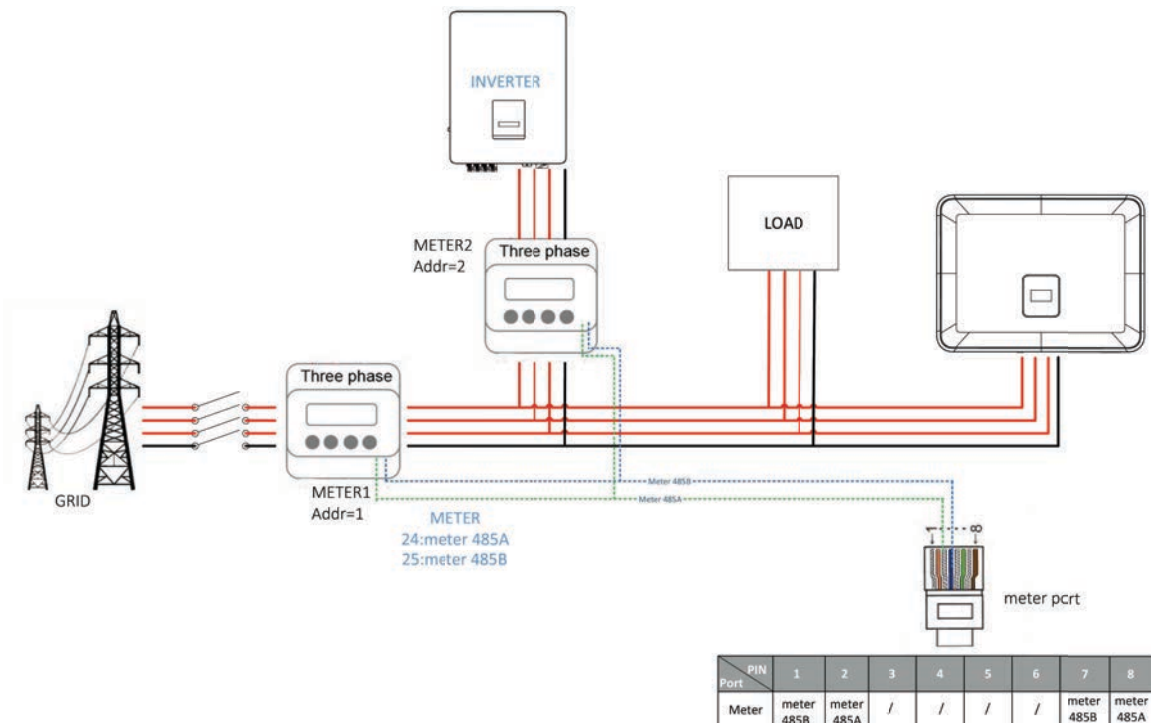 INVERTER
METER2
Addr=2
Three phase
LOAD
Three phase
GRID
METER1
Addr=1
Meter 485B
Meter 485A
METER
24:meter 485A
25:meter 485B
1 8
meter pcrt
PIN
Port 1 2 3 4 5 6 7 8
Meter meter 485B meter 485A / / / / meter 485B meter 485A